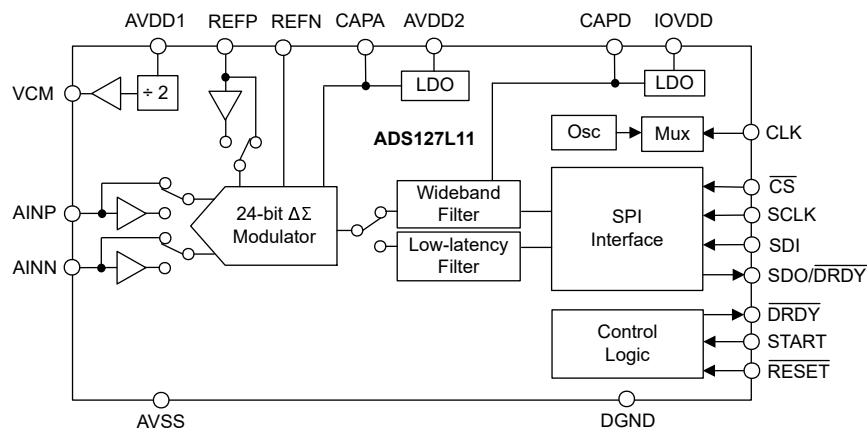 AVDD1
REFP
REFN
CAPA
AVDD2
CAPD
IOVDD
VCM
÷ 2
LDO
LDO
ADS127L11
Osc
Mux
CLK
AINP
AINN
24-bit ΔΣ
Modulator
Wideband
Filter
Low-latency
Filter
SPI
Interface
CS
SCLK
SDI
SDO/DRDY
Control
Logic
DRDY
START
RESET
AVSS
DGND